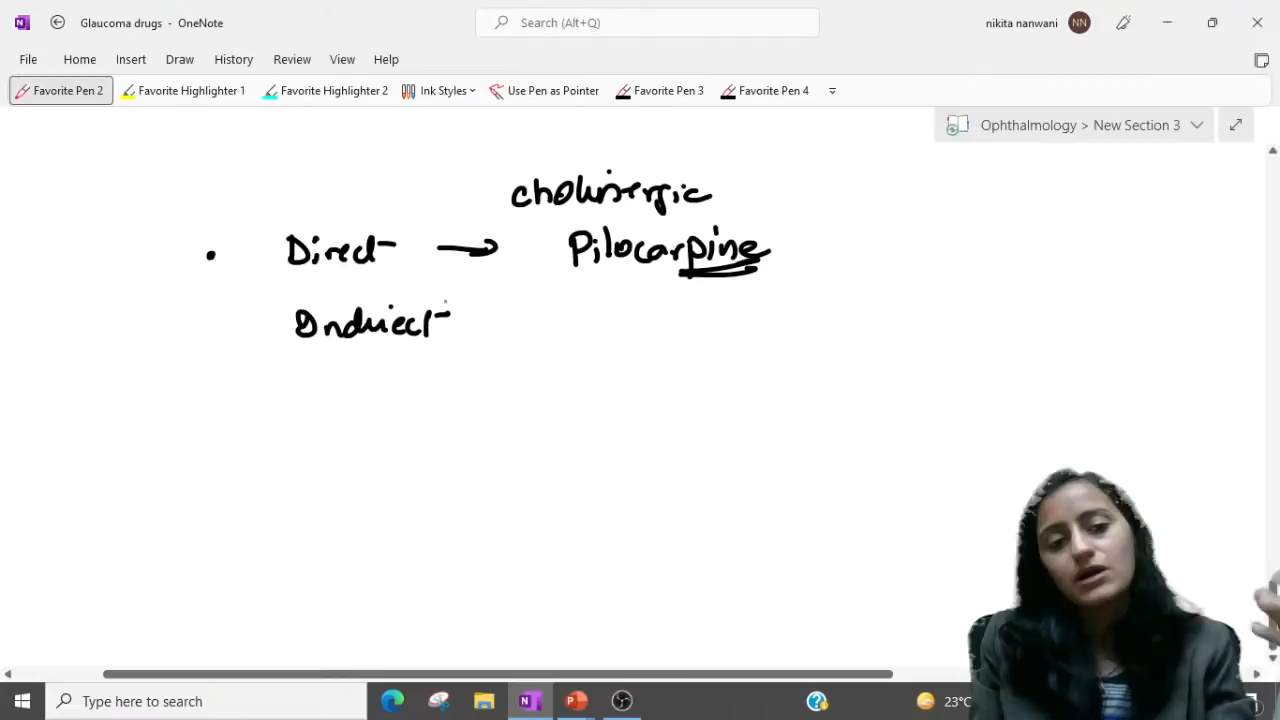 Glaucoma drugs - OneNote
Search (Alt+Q)
nikita nanwani NN
File Home Insert Draw History Review View Help
Favorite Pen 2 Favorite Highlighter 1 Favorite Highlighter 2 Ink Styles Use Pen as Pointer Favorite Pen 3 Favorite Pen 4
Ophthalmology > New Section 3
cholinergic
Direct → Pilocarpine
Indirect
Type here to search
23°C